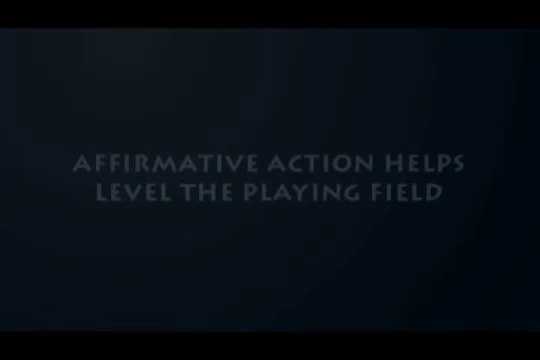 AFFIRMATIVE ACTION HELPS
LEVEL THE PLAYING FIELD